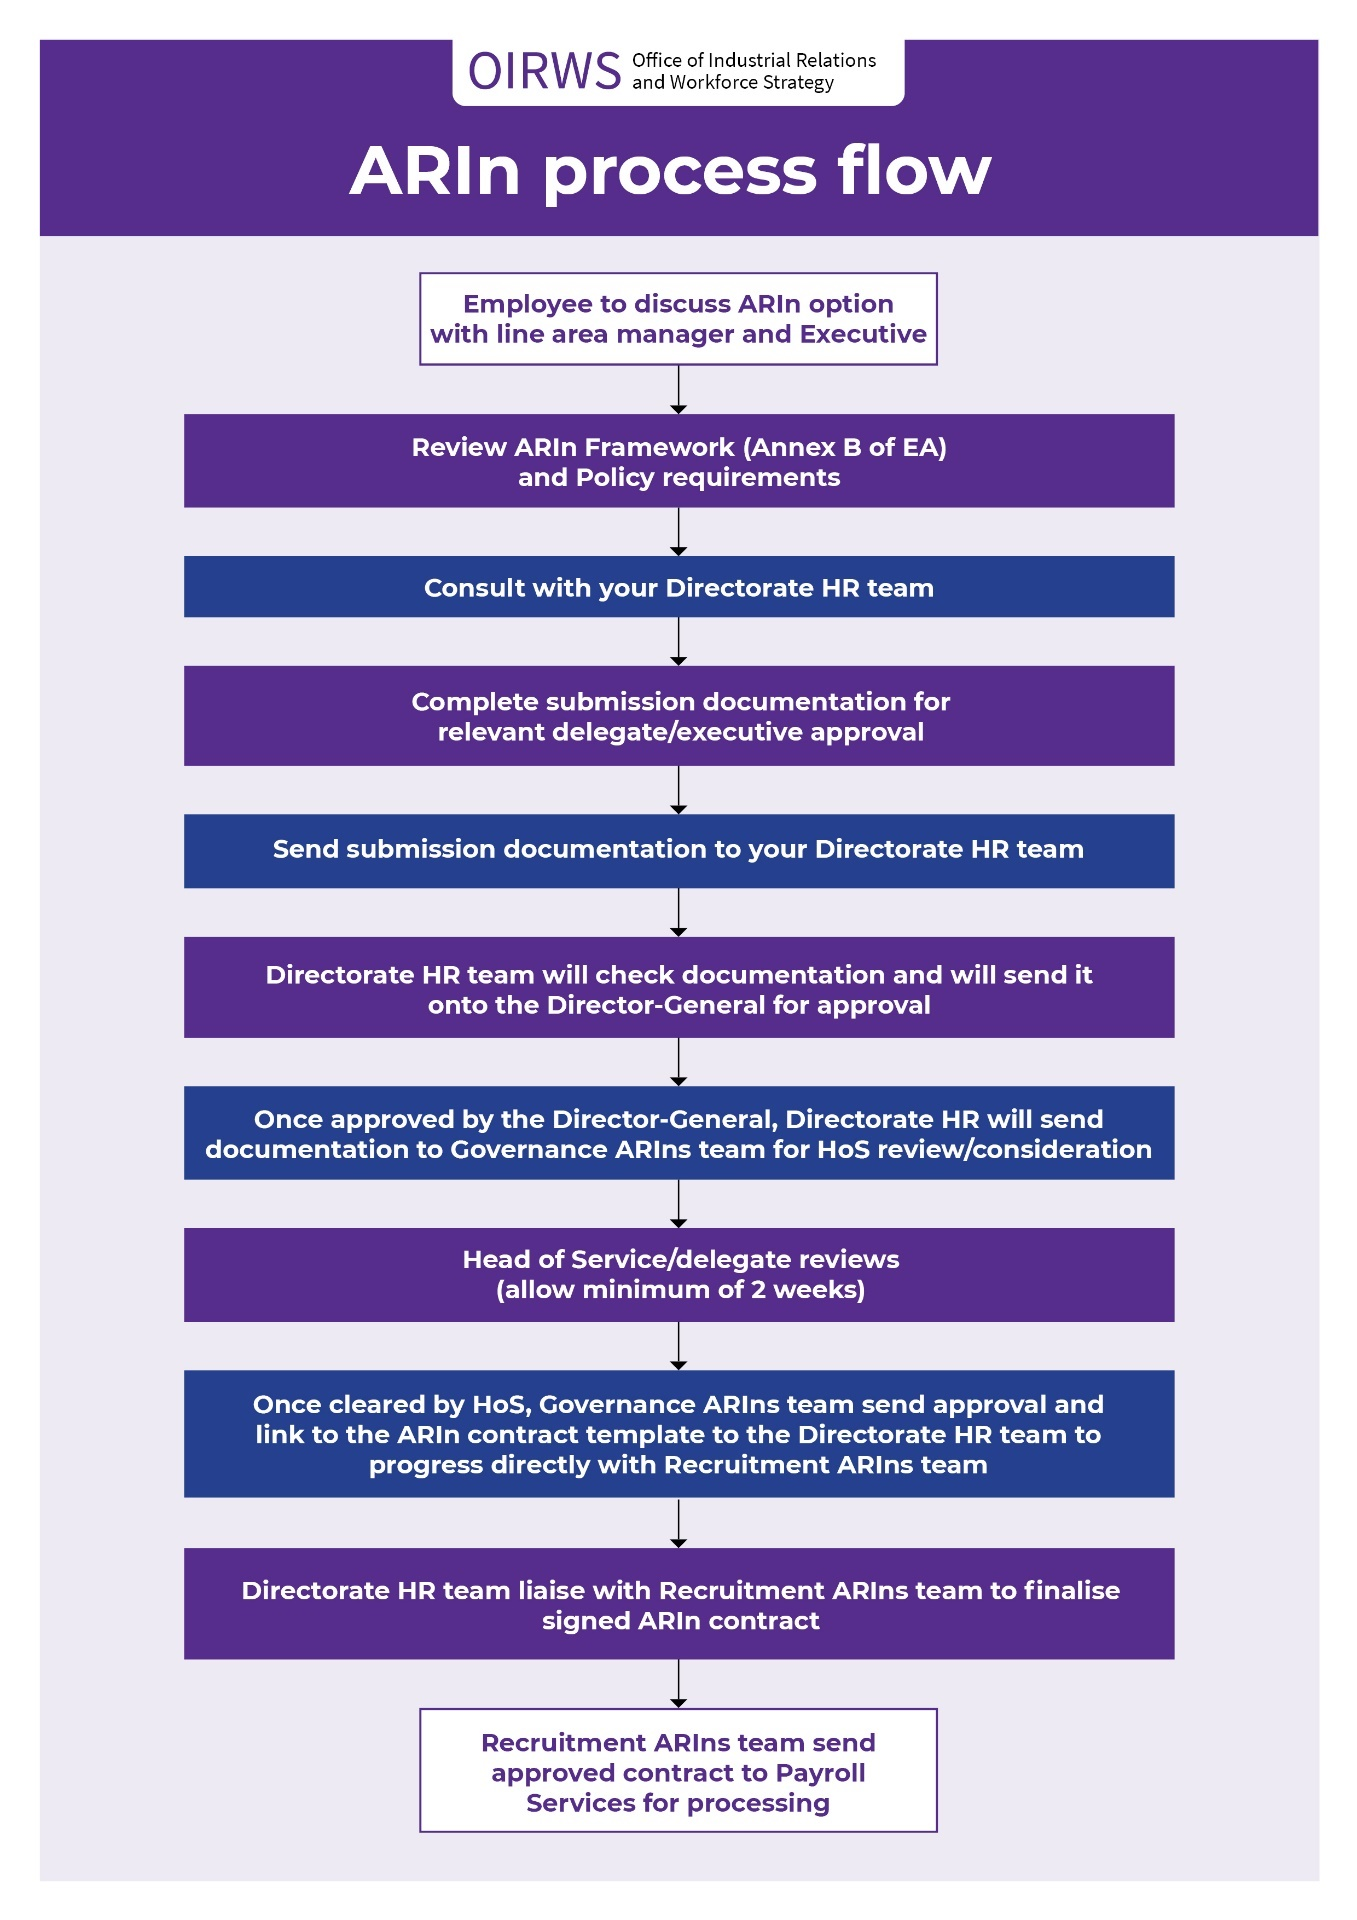 OIRWS Office of Industrial Relations
and Workforce Strategy
ARIn process flow
Employee to discuss ARIn option
with line area manager and Executive
Review ARIn Framework (Annex B of EA)
and Policy requirements
Consult with your Directorate HR team
Complete submission documentation for
relevant delegate/executive approval
Send submission documentation to your Directorate HR team
Directorate HR team will check documentation and will send it
onto the Director-General for approval
Once approved by the Director-General, Directorate HR will send
documentation to Governance ARIns team for HoS review/consideration
Head of Service/delegate reviews
(allow minimum of 2 weeks)
Once cleared by HoS, Governance ARIns team send approval and
link to the ARIn contract template to the Directorate HR team to
progress directly with Recruitment ARIns team
Directorate HR team liaise with Recruitment ARIns team to finalise
signed ARIn contract
Recruitment ARIns team send
approved contract to Payroll
Services for processing